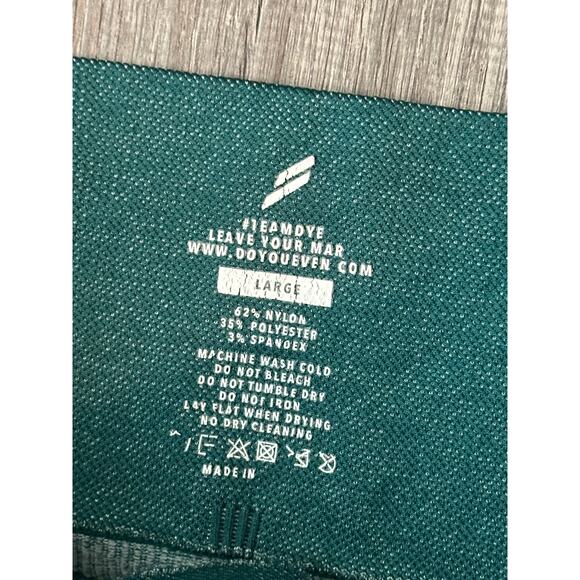 #1EAMDYE
LEAVE YOUR MAR
WWW.DOYOUEVEN COM
LARGE
62% NYLON
35% POLYESTER
3% SPANDEX
MACHINE WASH COLD
DO NOT BLEACH
DO NOT TUMBLE DRY
DO NOT IRON
LAY FLAT WHEN DRYING
NO DRY CLEANING
MADE IN